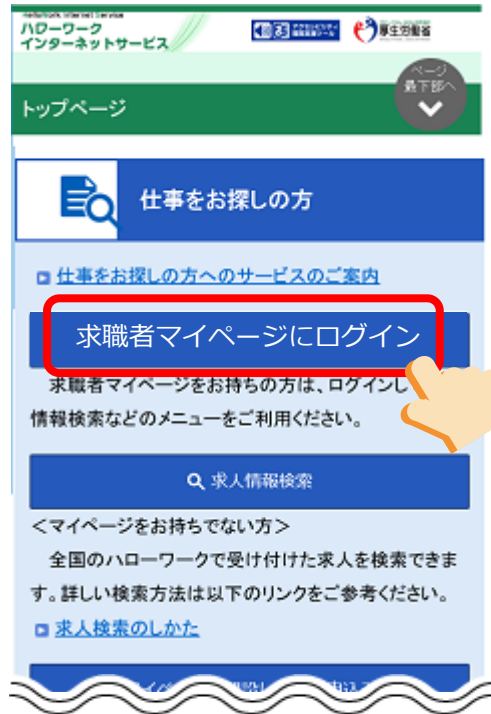 ハローワーク
インターネットサービス
厚生労働省
ページ
最下部へ
トップページ
仕事をお探しの方
仕事をお探しの方へのサービスのご案内
求職者マイページにログイン
求職者マイページをお持ちの方は、ログインし
情報検索などのメニューをご利用ください。
求人情報検索
＜マイページをお持ちでない方＞
全国のハローワークで受け付けた求人を検索できま
す。詳しい検索方法は以下のリンクをご参考ください。
求人検索のしかた